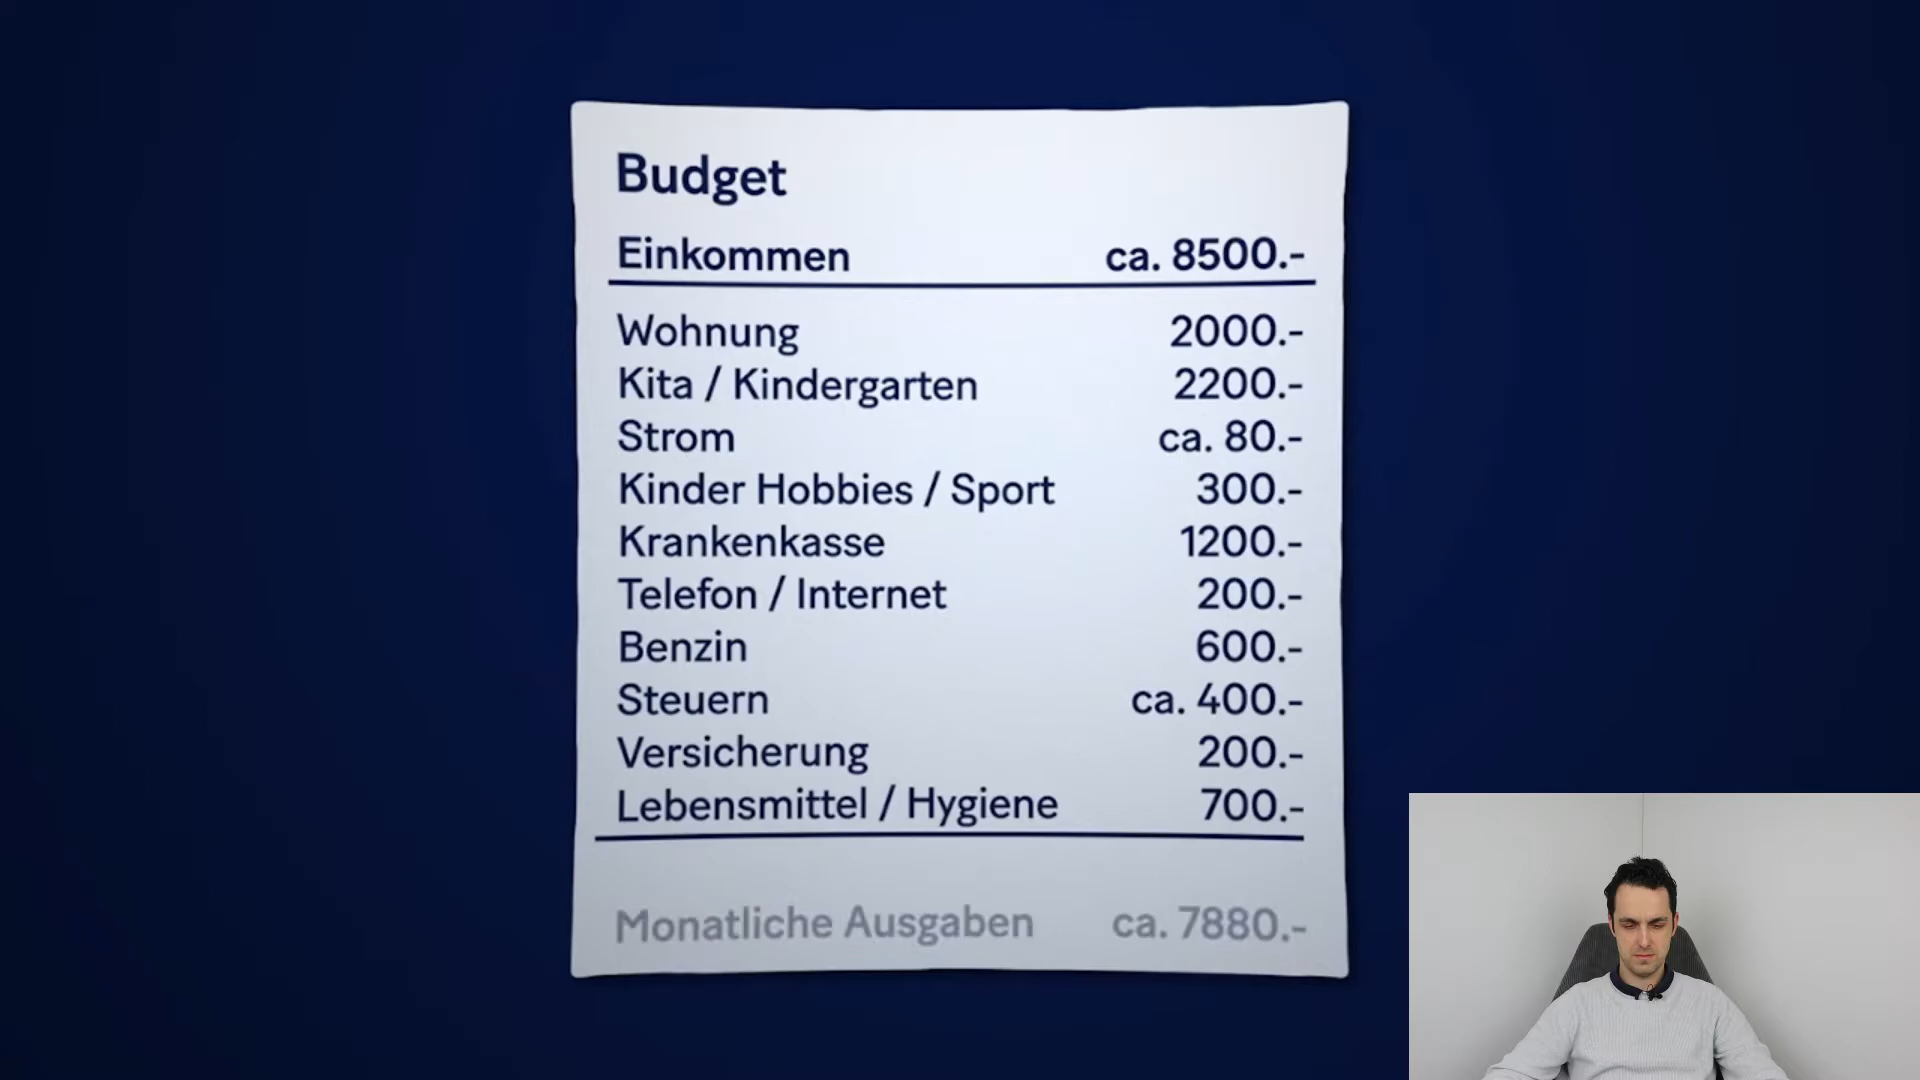 Budget
Einkommen ca. 8500.-
Wohnung 2000.-
Kita / Kindergarten 2200.-
Strom ca. 80.-
Kinder Hobbies / Sport 300.-
Krankenkasse 1200.-
Telefon / Internet 200.-
Benzin 600.-
Steuern ca. 400.-
Versicherung 200.-
Lebensmittel / Hygiene 700.-
Monatliche Ausgaben ca. 7880.-